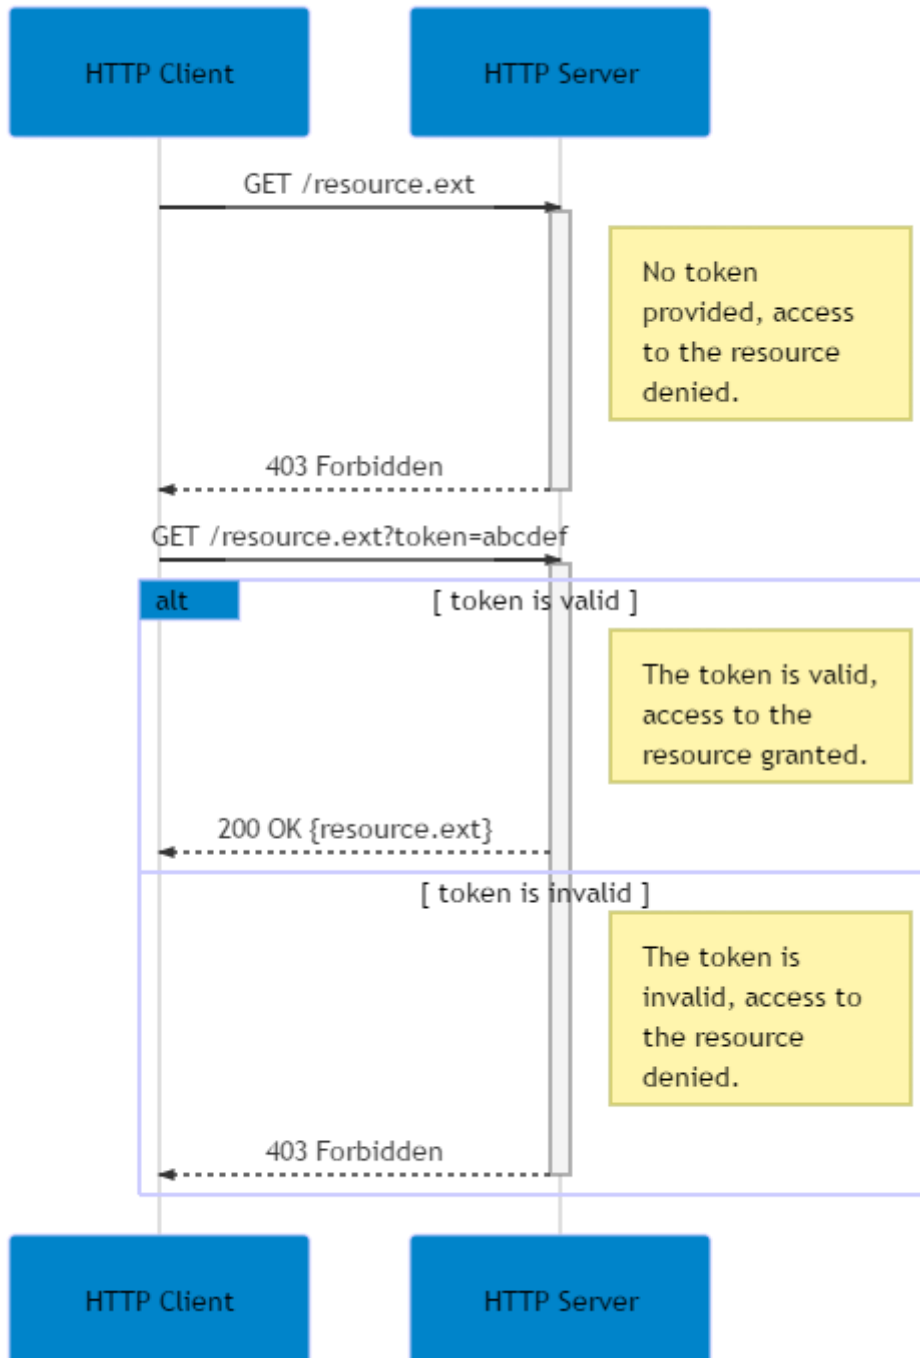 HTTP Client
HTTP Server
GET /resource.ext
No token
provided, access
to the resource
denied.
403 Forbidden
GET /resource.ext?token=abcdef
alt
[ token is valid ]
The token is valid,
access to the
resource granted.
200 OK {resource.ext}
[ token is invalid ]
The token is
invalid, access to
the resource
denied.
403 Forbidden
HTTP Client
HTTP Server